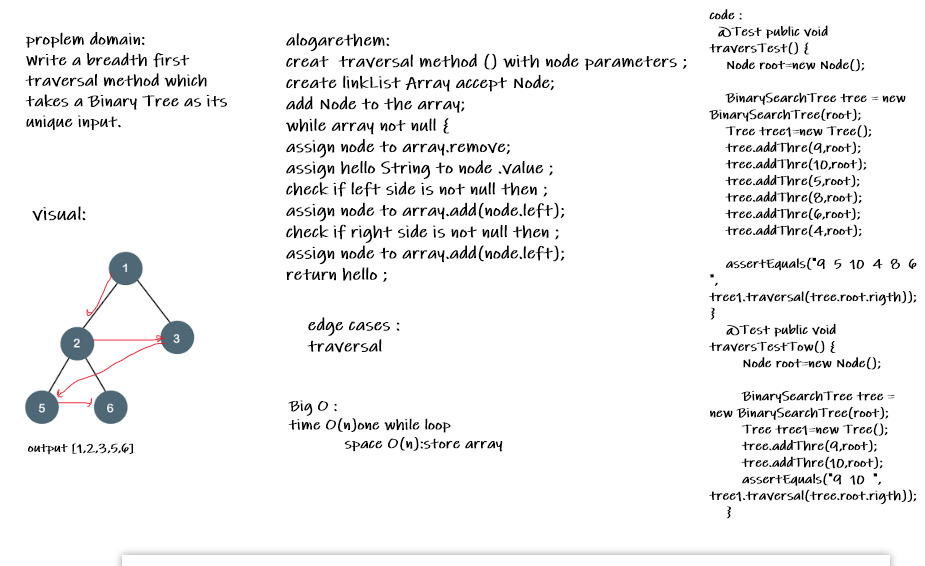 proplem domain:
Write a breadth first
traversal method which
takes a Binary Tree as its
unique input.
visual:
1
2
3
5
6
output [1,2,3,5,6]
alogarethem:
creat traversal method () with node parameters ;
create linkList Array accept Node;
add Node to the array;
while array not null {
assign node to array.remove;
assign hello String to node .value ;
check if left side is not null then ;
assign node to array.add(node.left);
check if right side is not null then ;
assign node to array.add(node.left);
return hello ;
edge cases :
traversal
Big O :
time O(n)one while loop
space O(n):store array
code :
@Test public void
traversTest() {
Node root=new Node();
BinarySearchTree tree = new
BinarySearchTree(root);
Tree tree1=new Tree();
tree.addThre(9,root);
tree.addThre(10,root);
tree.addThre(5,root);
tree.addThre(8,root);
tree.addThre(6,root);
tree.addThre(4,root);
assertEquals("9 5 10 4 8 6
",
tree1.traversal(tree.root.rigth));
}
@Test public void
traversTestTow() {
Node root=new Node();
BinarySearchTree tree =
new BinarySearchTree(root);
Tree tree1=new Tree();
tree.addThre(9,root);
tree.addThre(10,root);
assertEquals("9 10 ",
tree1.traversal(tree.root.rigth));
}